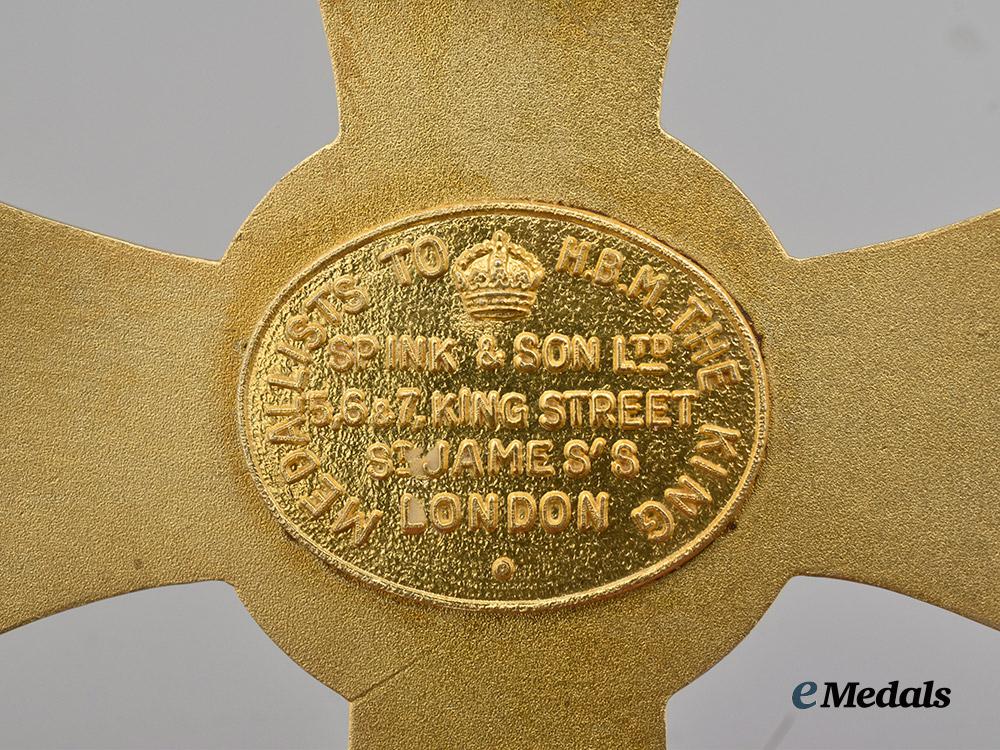 MEDALLISTS TO H.B.M. THE KING
SPINK & SON LTD
5,6&7, KING STREET
ST JAMES'S
LONDON
eMedals